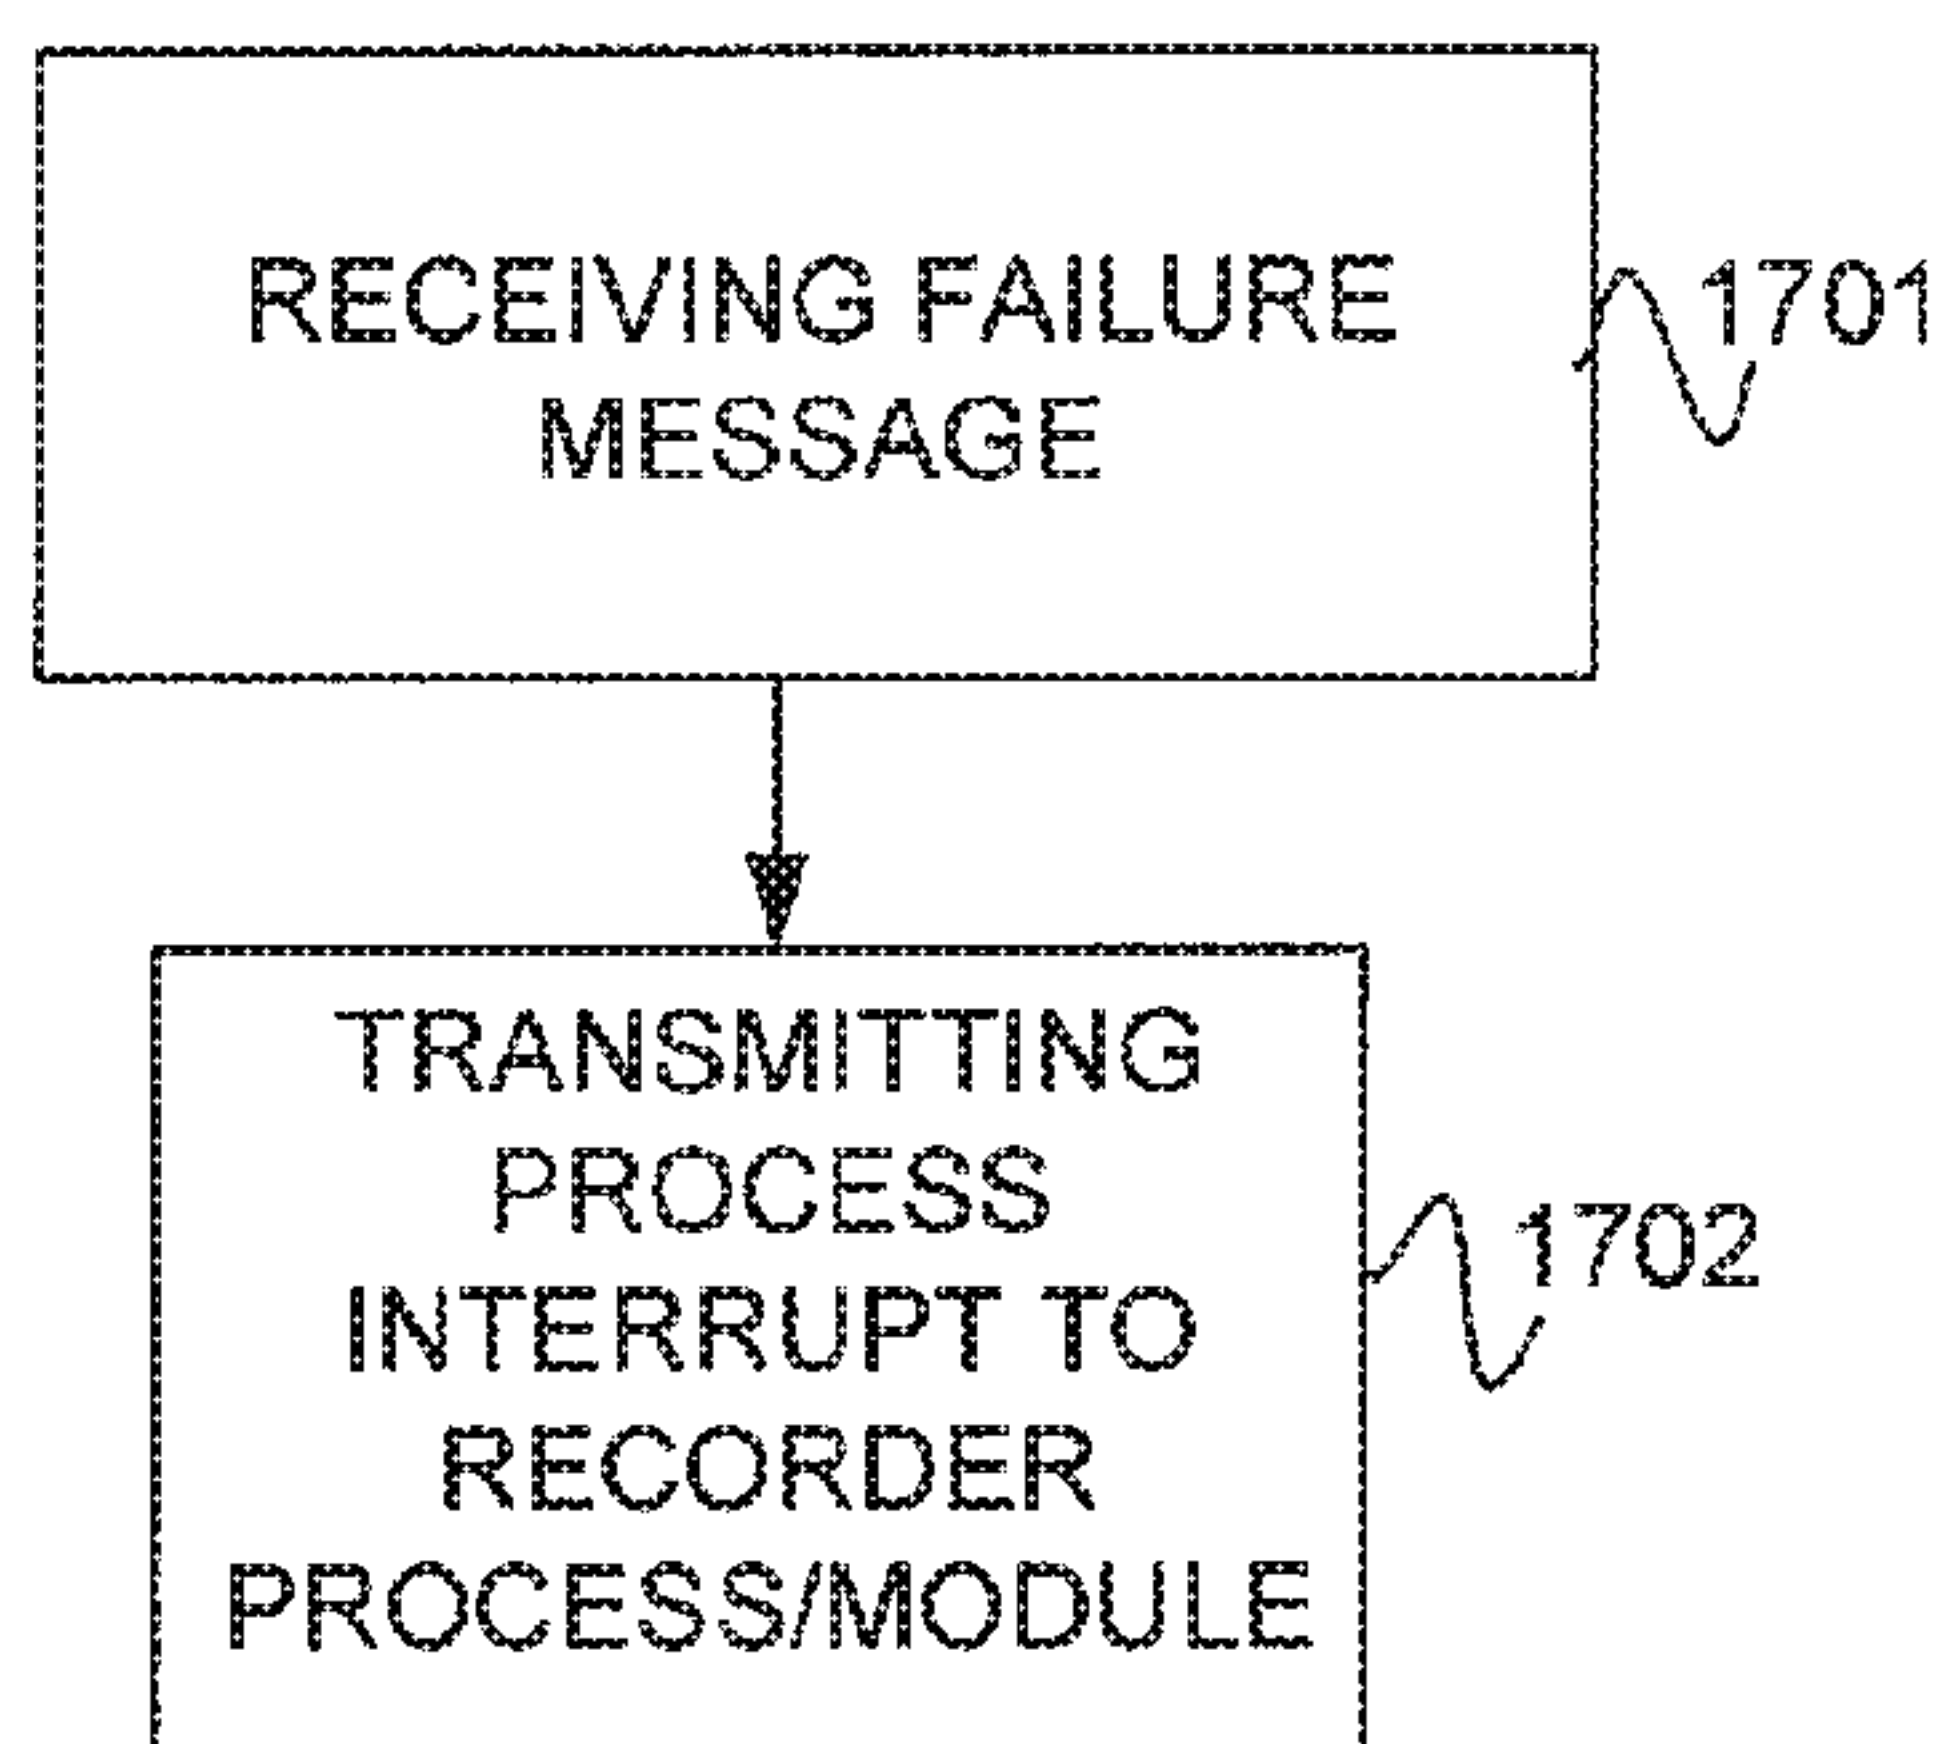 RECEIVING FAILURE
MESSAGE
1701
TRANSMITTING
PROCESS
INTERRUPT TO
RECORDER
PROCESS/MODULE
1702